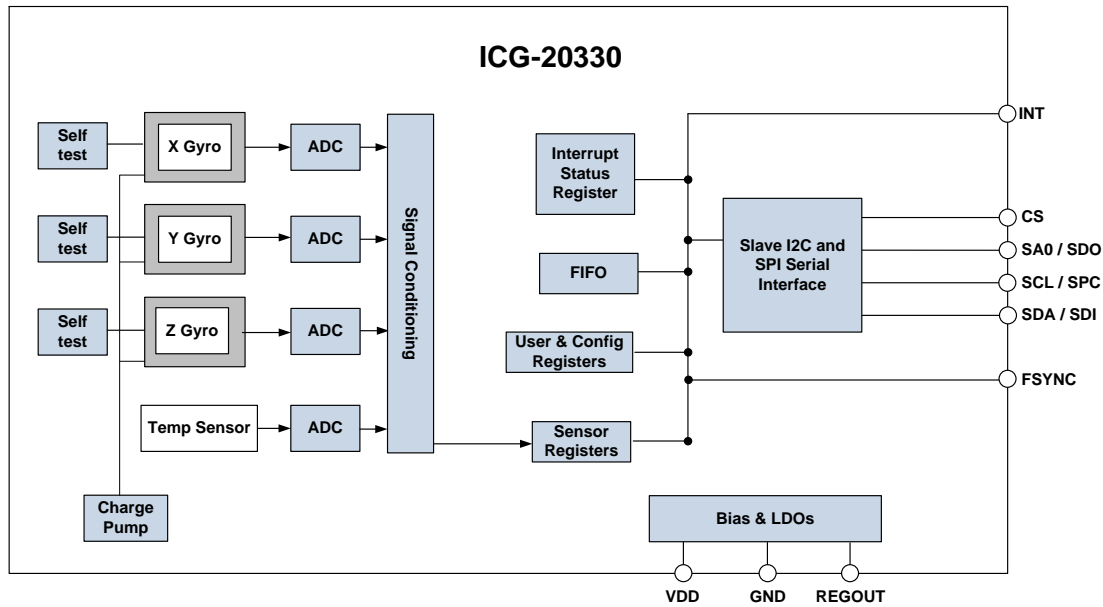 ICG-20330
INT
Self
test
X Gyro
ADC
Interrupt
Status
Register
Signal Conditioning
Self
test
Y Gyro
ADC
Slave I2C and
SPI Serial
Interface
CS
SA0 / SDO
SCL / SPC
SDA / SDI
FIFO
Self
test
Z Gyro
ADC
User & Config
Registers
FSYNC
Temp Sensor
ADC
Sensor
Registers
Charge
Pump
Bias & LDOs
VDD
GND
REGOUT